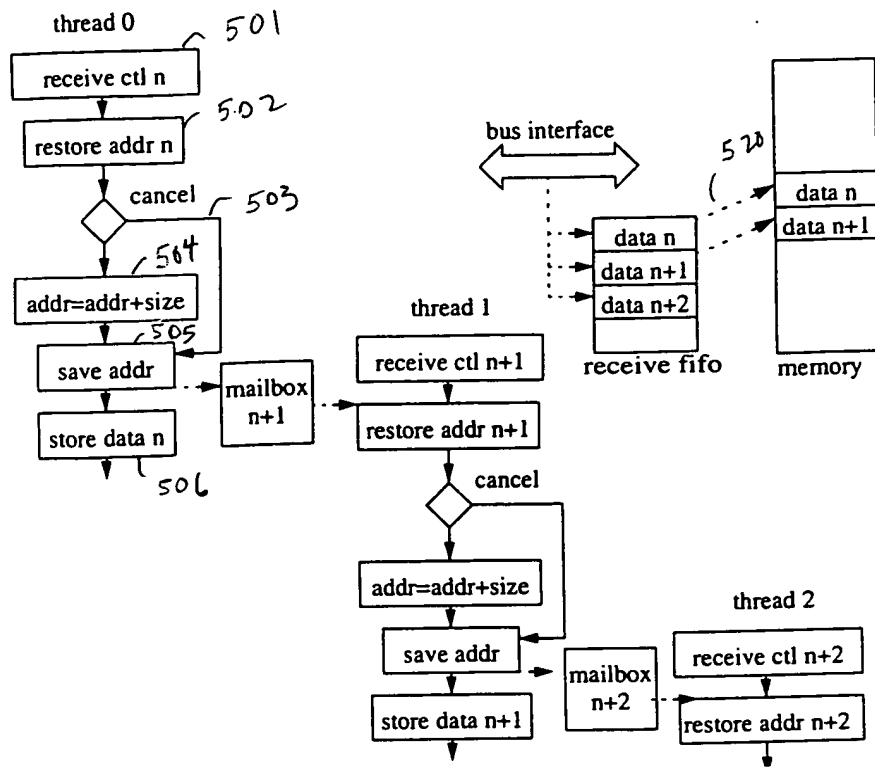 thread 0
501
receive ctl n
502
restore addr n
cancel
503
504
addr=addr+size
505
save addr
mailbox
n+1
store data n
506
bus interface
520
data n
data n+1
data n+2
receive fifo
data n
data n+1
memory
thread 1
receive ctl n+1
restore addr n+1
cancel
addr=addr+size
save addr
mailbox
n+2
store data n+1
thread 2
receive ctl n+2
restore addr n+2